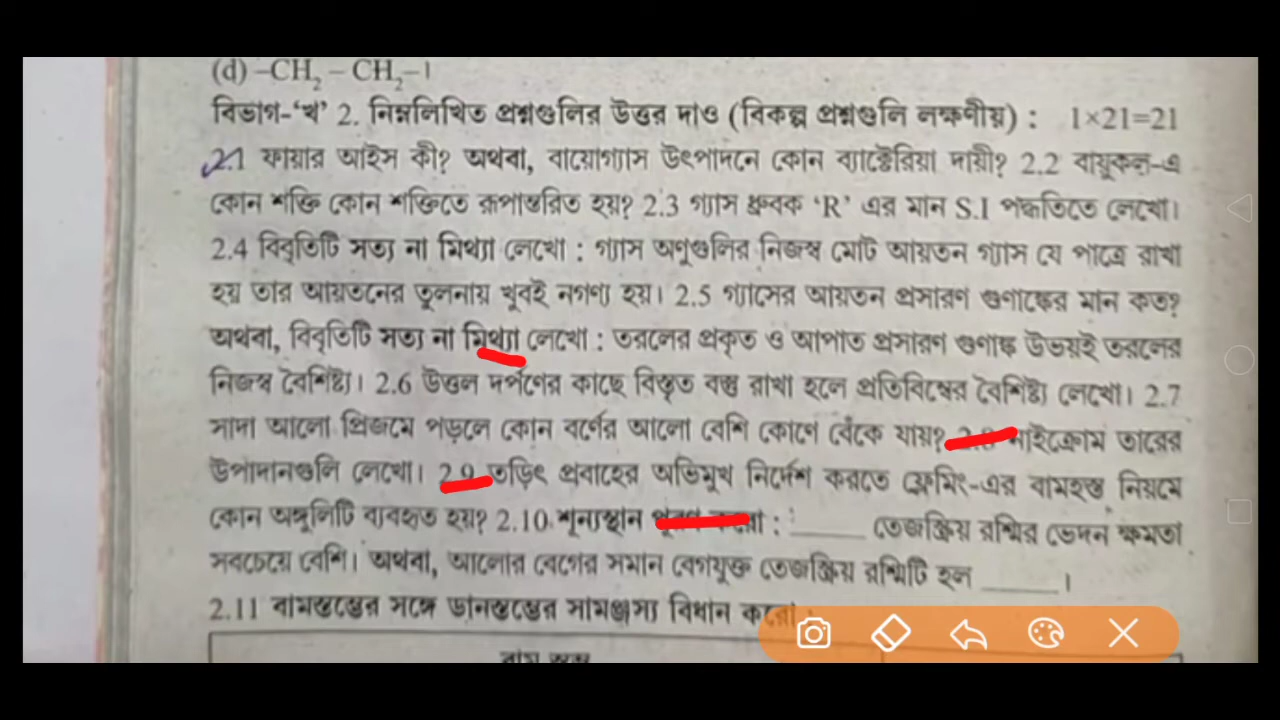 (d) –CH₂ – CH₂–।
বিভাগ-‘খ’ 2. নিম্নলিখিত প্রশ্নগুলির উত্তর দাও (বিকল্প প্রশ্নগুলি লক্ষণীয়) : 1×21=21
2.1 ফায়ার আইস কী? অথবা, বায়োগ্যাস উৎপাদনে কোন ব্যাক্টেরিয়া দায়ী? 2.2 বায়ুকল-এ
কোন শক্তি কোন শক্তিতে রূপান্তরিত হয়? 2.3 গ্যাস ধ্রুবক ‘R’ এর মান S.I পদ্ধতিতে লেখো।
2.4 বিবৃতিটি সত্য না মিথ্যা লেখো : গ্যাস অণুগুলির নিজস্ব মোট আয়তন গ্যাস যে পাত্রে রাখা
হয় তার আয়তনের তুলনায় খুবই নগণ্য হয়। 2.5 গ্যাসের আয়তন প্রসারণ গুণাঙ্কের মান কত?
অথবা, বিবৃতিটি সত্য না মিথ্যা লেখো : তরলের প্রকৃত ও আপাত প্রসারণ গুণাঙ্ক উভয়ই তরলের
নিজস্ব বৈশিষ্ট্য। 2.6 উত্তল দর্পণের কাছে বিস্তৃত বস্তু রাখা হলে প্রতিবিম্বের বৈশিষ্ট্য লেখো। 2.7
সাদা আলো প্রিজমে পড়লে কোন বর্ণের আলো বেশি কোণে বেঁকে যায়? 2.8 নাইক্রোম তারের
উপাদানগুলি লেখো। 2.9 তড়িৎ প্রবাহের অভিমুখ নির্দেশ করতে ফ্লেমিং-এর বামহস্ত নিয়মে
কোন অঙ্গুলিটি ব্যবহৃত হয়? 2.10 শূন্যস্থান পূরণ করো : _____ তেজস্ক্রিয় রশ্মির ভেদন ক্ষমতা
সবচেয়ে বেশি। অথবা, আলোর বেগের সমান বেগযুক্ত তেজস্ক্রিয় রশ্মিটি হল _____ ।
2.11 বামস্তম্ভের সঙ্গে ডানস্তম্ভের সামঞ্জস্য বিধান করো :